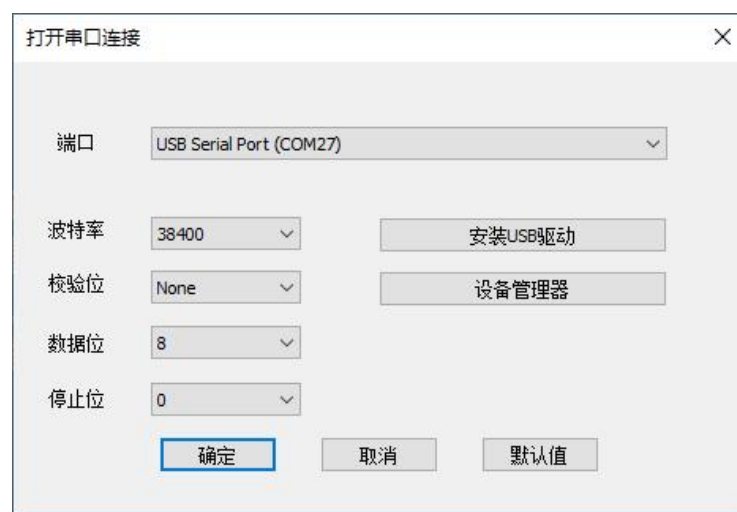 打开串口连接
端口 USB Serial Port (COM27)
波特率 38400 安装USB驱动
校验位 None 设备管理器
数据位 8
停止位 0
确定 取消 默认值